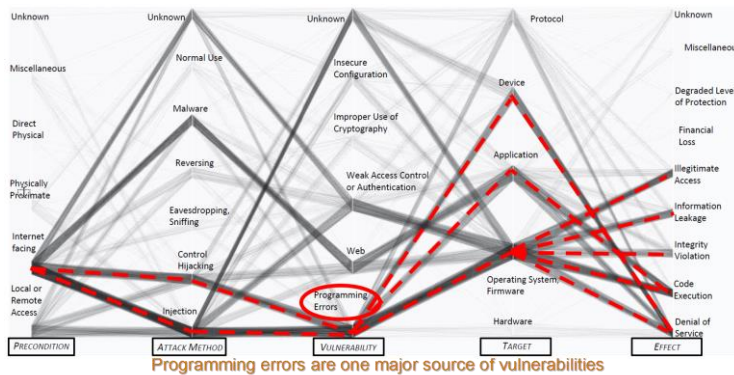 Unknown
Miscellaneous
Direct
Physical
Physically
Proximate
Internet
facing
Local or
Remote
Access
PRECONDITION
Unknown
Normal Use
Malware
Reversing
Eavesdropping,
Sniffing
Control
Hijacking
Injection
ATTACK METHOD
Unknown
Insecure
Configuration
Improper Use of
Cryptography
Weak Access Control
or Authentication
Web
Programming
Errors
VULNERABILITY
Protocol
Device
Application
Operating System,
Firmware
Hardware
TARGET
Unknown
Miscellaneou
Degraded Leve
of Protection
Financial
Loss
Illegitimate
Access
Information
Leakage
Integrity
Violation
Code
Execution
Denial of
Service
EFFECT
Programming errors are one major source of vulnerabilities